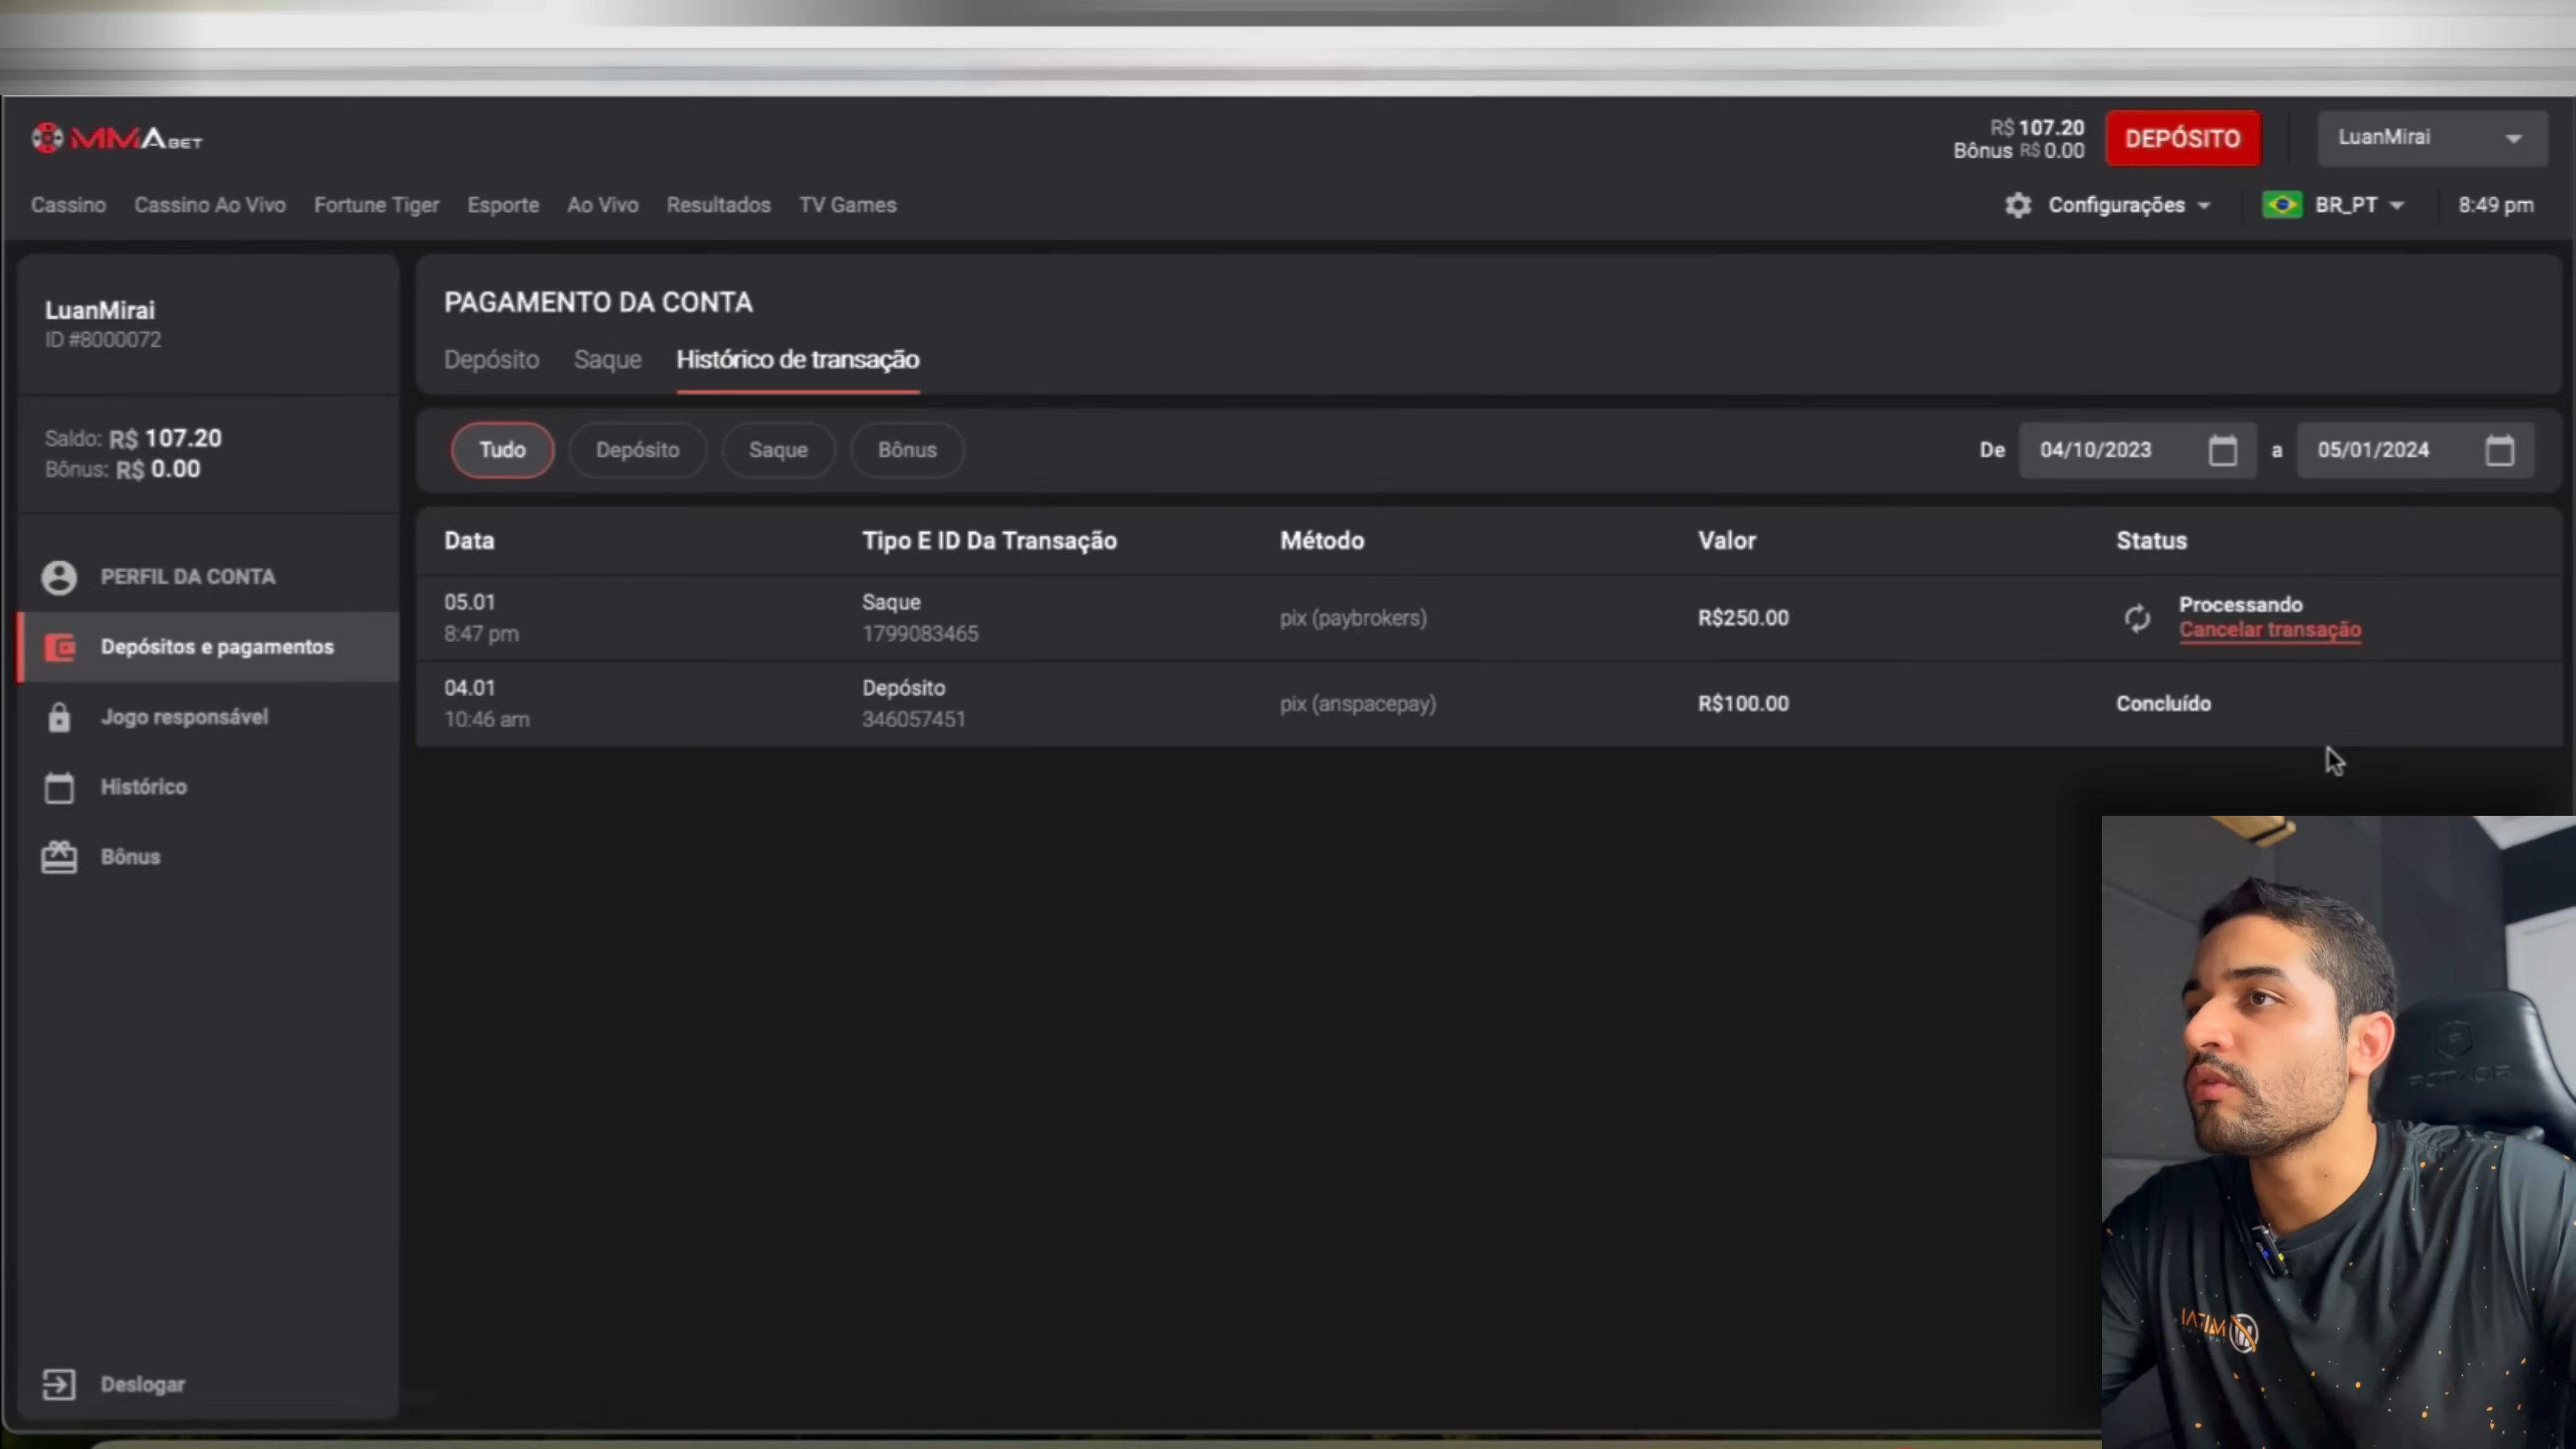 MMABET
R$ 107.20
Bônus R$ 0.00
DEPÓSITO
LuanMirai
Cassino
Cassino Ao Vivo
Fortune Tiger
Esporte
Ao Vivo
Resultados
TV Games
Configurações
BR_PT
8:49 pm
LuanMirai
ID #8000072
Saldo: R$ 107.20
Bônus: R$ 0.00
PERFIL DA CONTA
Depósitos e pagamentos
Jogo responsável
Histórico
Bônus
Deslogar
PAGAMENTO DA CONTA
Depósito
Saque
Histórico de transação
Tudo
Depósito
Saque
Bônus
De
04/10/2023
a
05/01/2024
Data
Tipo E ID Da Transação
Método
Valor
Status
05.01
8:47 pm
Saque
1799083465
pix (paybrokers)
R$250.00
Processando
Cancelar transação
04.01
10:46 am
Depósito
346057451
pix (anspacepay)
R$100.00
Concluído